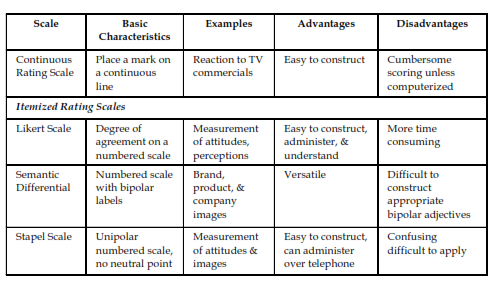 Scale Basic Characteristics Examples Advantages Disadvantages
Continuous Rating Scale Place a mark on a continuous line Reaction to TV commercials Easy to construct Cumbersome scoring unless computerized
Itemized Rating Scales
Likert Scale Degree of agreement on a numbered scale Measurement of attitudes, perceptions Easy to construct, administer, & understand More time consuming
Semantic Differential Numbered scale with bipolar labels Brand, product, & company images Versatile Difficult to construct appropriate bipolar adjectives
Stapel Scale Unipolar numbered scale, no neutral point Measurement of attitudes & images Easy to construct, can administer over telephone Confusing difficult to apply